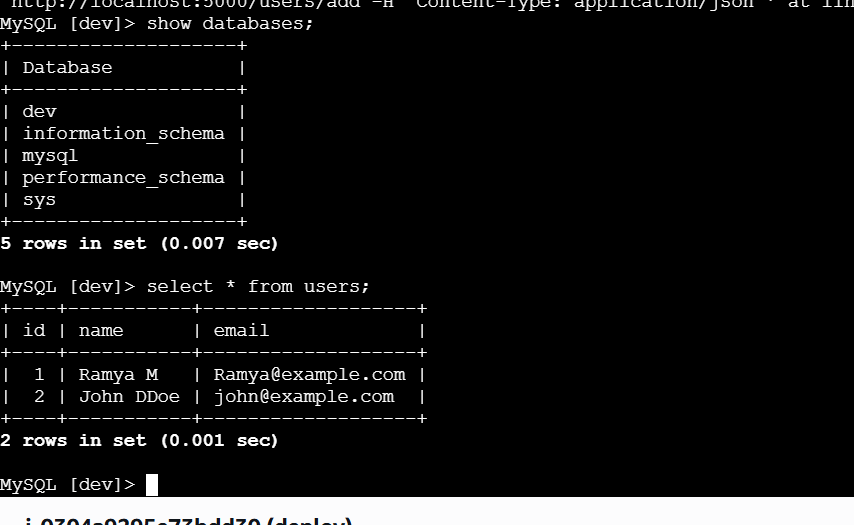 http://localhost:5000/users/add -H "Content-Type: application/json" at lin
MySQL [dev]> show databases;
+--------------------+
| Database           |
+--------------------+
| dev                |
| information_schema |
| mysql              |
| performance_schema |
| sys                |
+--------------------+
5 rows in set (0.007 sec)
MySQL [dev]> select * from users;
+----+-----------+-------------------+
| id | name      | email             |
+----+-----------+-------------------+
|  1 | Ramya M   | Ramya@example.com |
|  2 | John DDoe | john@example.com  |
+----+-----------+-------------------+
2 rows in set (0.001 sec)
MySQL [dev]>
(deploy)